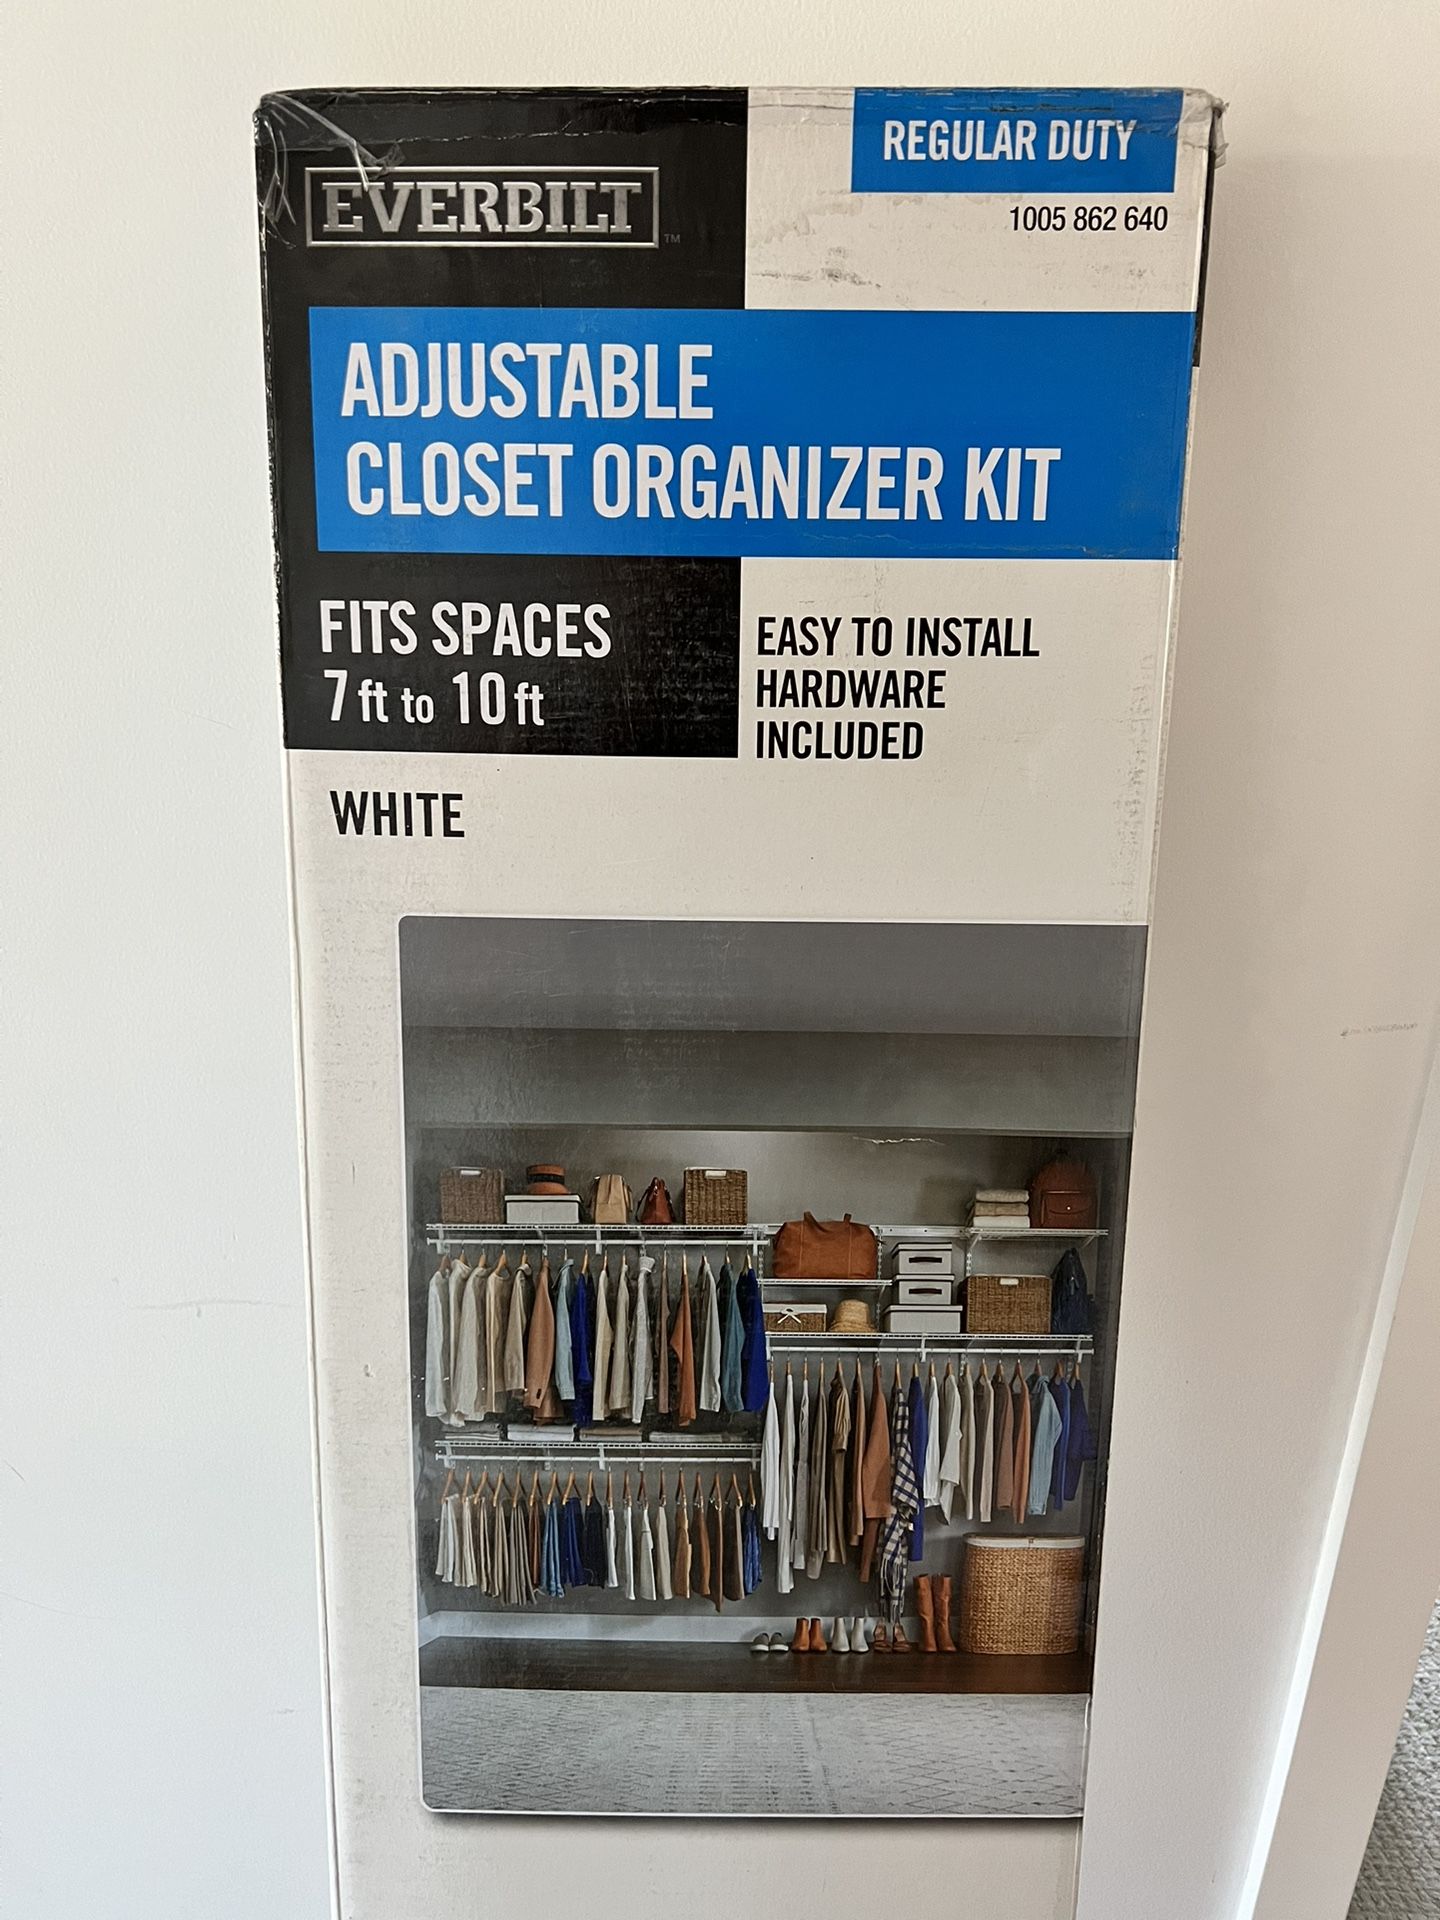 REGULAR DUTY
EVERBILT™
1005 862 640
ADJUSTABLE
CLOSET ORGANIZER KIT
FITS SPACES
7 ft to 10 ft
EASY TO INSTALL
HARDWARE
INCLUDED
WHITE